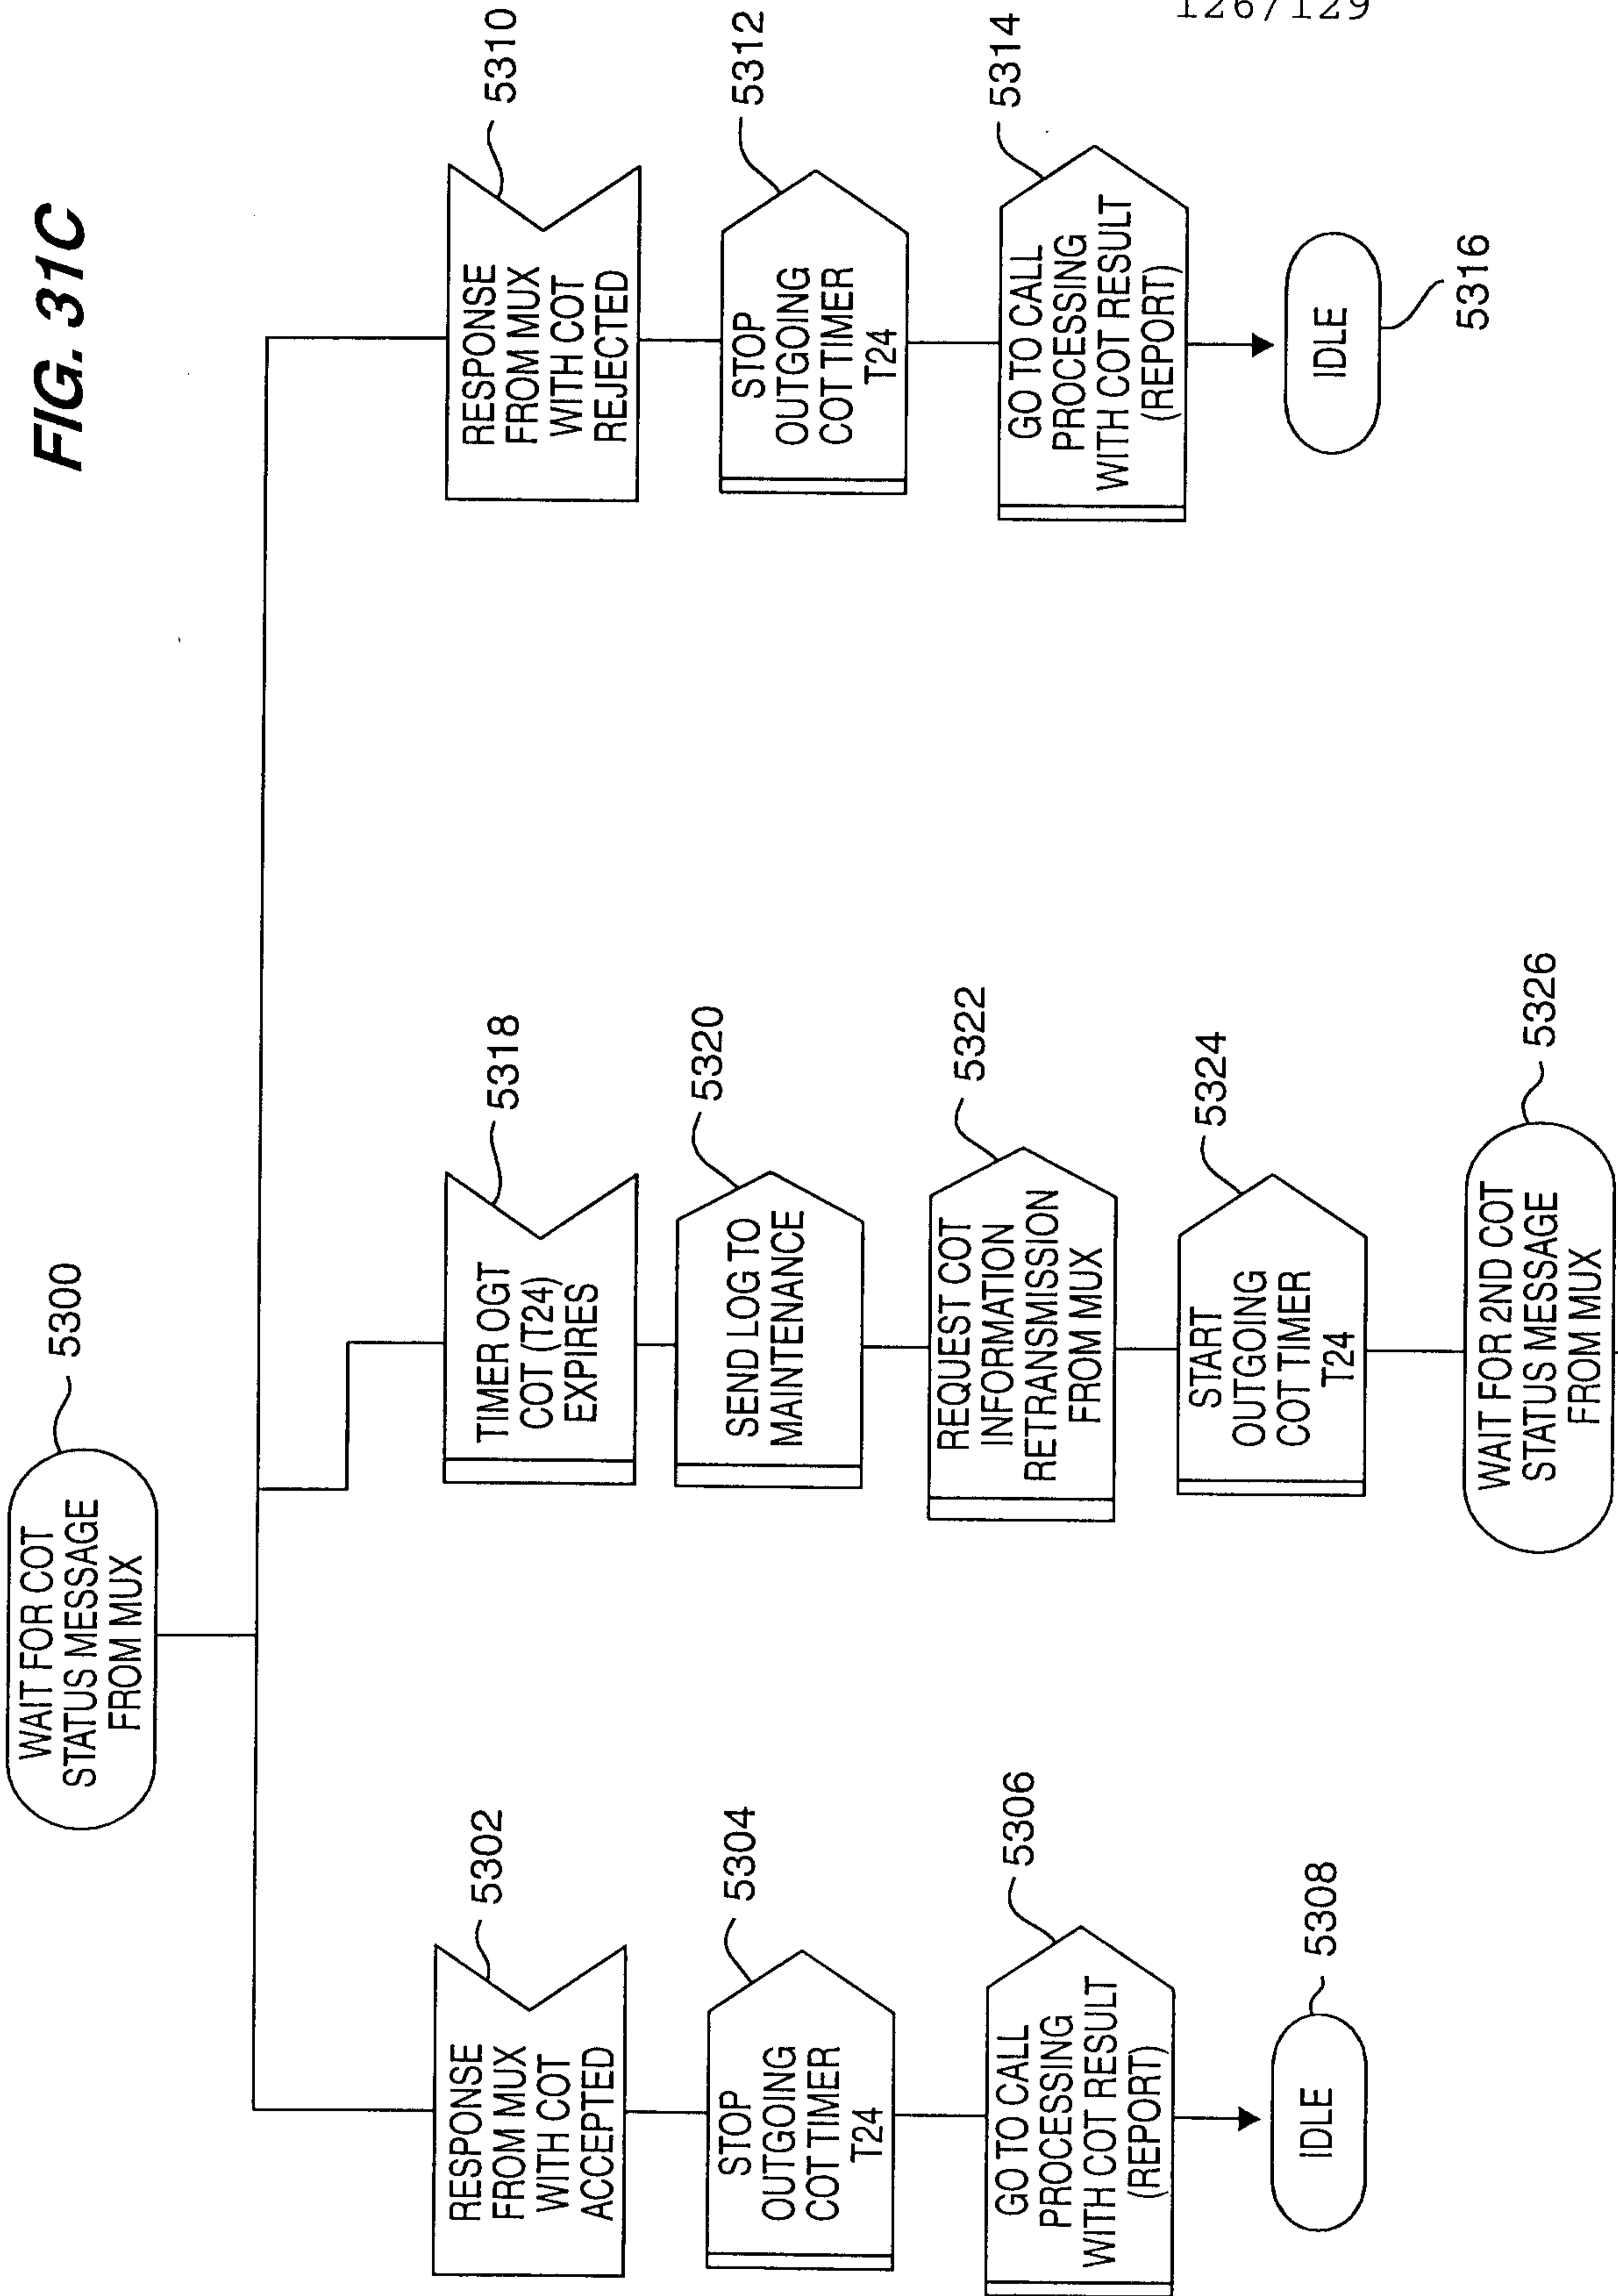 126/129
FIG. 31C
WAIT FOR COT
STATUS MESSAGE
FROM MUX
5300
RESPONSE
FROM MUX
WITH COT
ACCEPTED
5302
STOP
OUTGOING
COT TIMER
T24
5304
GO TO CALL
PROCESSING
WITH COT RESULT
(REPORT)
5306
IDLE
5308
TIMER OGT
COT (T24)
EXPIRES
5318
SEND LOG TO
MAINTENANCE
5320
REQUEST COT
INFORMATION
RETRANSMISSION
FROM MUX
5322
START
OUTGOING
COT TIMER
T24
5324
WAIT FOR 2ND COT
STATUS MESSAGE
FROM MUX
5326
RESPONSE
FROM MUX
WITH COT
REJECTED
5310
STOP
OUTGOING
COT TIMER
T24
5312
GO TO CALL
PROCESSING
WITH COT RESULT
(REPORT)
5314
IDLE
5316